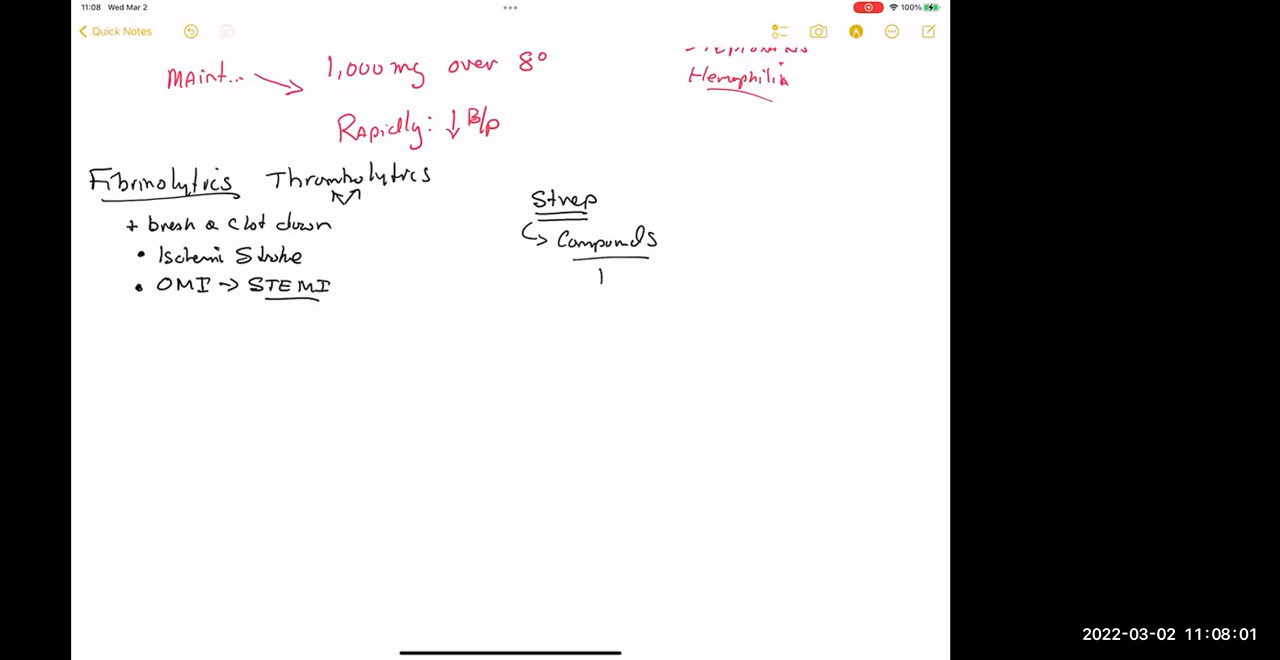 11:08 Wed Mar 2
100%
Quick Notes
MAint... 1,000 mg over 8°
Hemophilia
Rapidly: ↓ B/p
Fibrinolytics Thrombolytics
Strep
+ break a Clot down
Compounds
• Ischemi Stroke
• OMI → STEMI
2022-03-02 11:08:01